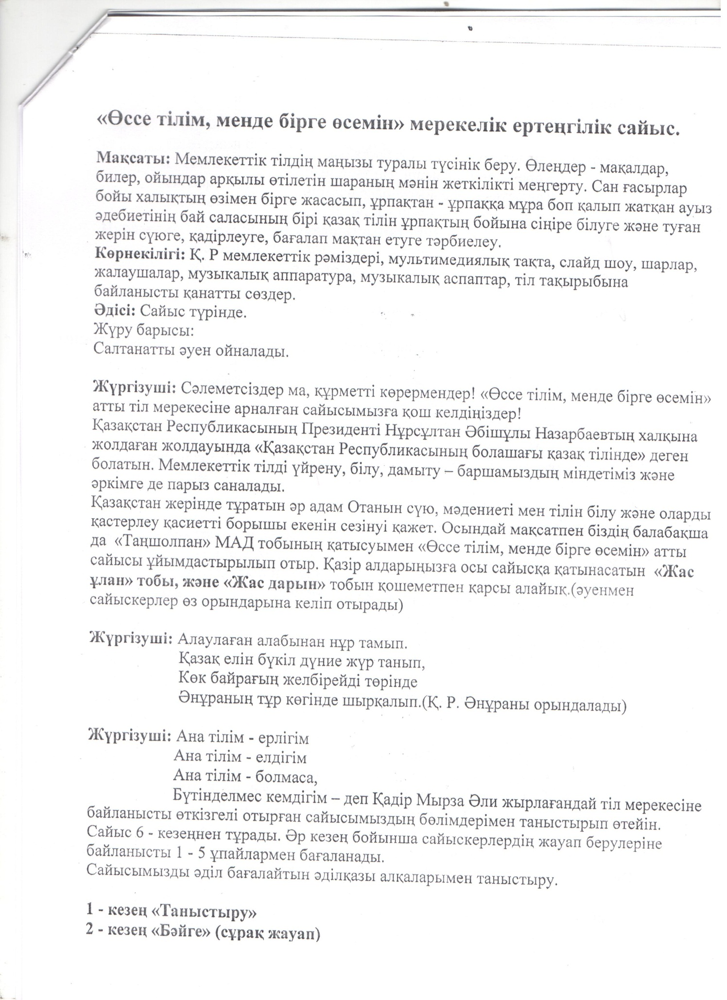 «Өссе тілім, менде бірге өсемін» мерекелік ертеңгілік сайыс.
Мақсаты: Мемлекеттік тілдің маңызы туралы түсінік беру. Өлеңдер - мақалдар,
билер, ойындар арқылы өтілетін шараның мәнін жеткілікті меңгерту. Сан ғасырлар
бойы халықтың өзімен бірге жасасып, ұрпақтан - ұрпаққа мұра боп қалып жатқан ауыз
әдебиетінің бай саласының бірі қазақ тілін ұрпақтың бойына сіңіре білуге және туған
жерін сүюге, қадірлеуге, бағалап мақтан етуге тәрбиелеу.
Көрнекілігі: Қ. Р мемлекеттік рәміздері, мультимедиялық тақта, слайд шоу, шарлар,
жалаушалар, музыкалық аппаратура, музыкалық аспаптар, тіл тақырыбына
байланысты қанатты сөздер.
Әдісі: Сайыс түрінде.
Жүру барысы:
Салтанатты әуен ойналады.
Жүргізуші: Сәлеметсіздер ма, құрметті көрермендер! «Өссе тілім, менде бірге өсемін»
атты тіл мерекесіне арналған сайысымызға қош келдіңіздер!
Қазақстан Республикасының Президенті Нұрсұлтан Әбішұлы Назарбаевтың халқына
жолдаған жолдауында «Қазақстан Республикасының болашағы қазақ тілінде» деген
болатын. Мемлекеттік тілді үйрену, білу, дамыту – баршамыздың міндетіміз және
әркімге де парыз саналады.
Қазақстан жерінде тұратын әр адам Отанын сүю, мәдениеті мен тілін білу және оларды
қастерлеу қасиетті борышы екенін сезінуі қажет. Осындай мақсатпен біздің балабақша
да «Таңшолпан» МАД тобының қатысуымен «Өссе тілім, менде бірге өсемін» атты
сайысы ұйымдастырылып отыр. Қазір алдарыңызға осы сайысқа қатынасатын «Жас
ұлан» тобы, және «Жас дарын» тобын қошеметпен қарсы алайық.(әуенмен
сайыскерлер өз орындарына келіп отырады)
Жүргізуші: Алаулаған алабынан нұр тамып.
Қазақ елін бүкіл дүние жүр танып,
Көк байрағың желбірейді төрінде
Әнұраның тұр көгінде шырқалып.(Қ. Р. Әнұраны орындалады)
Жүргізуші: Ана тілім - ерлігім
Ана тілім - елдігім
Ана тілім - болмаса,
Бүтінделмес кемдігім – деп Қадір Мырза Әли жырлағандай тіл мерекесіне
байланысты өткізгелі отырған сайысымыздың бөлімдерімен таныстырып өтейін.
Сайыс 6 - кезеңнен тұрады. Әр кезең бойынша сайыскерлердің жауап берулеріне
байланысты 1 - 5 ұпайлармен бағаланады.
Сайысымызды әділ бағалайтын әділқазы алқаларымен таныстыру.
1 - кезең «Таныстыру»
2 - кезең «Бәйге» (сұрақ жауап)